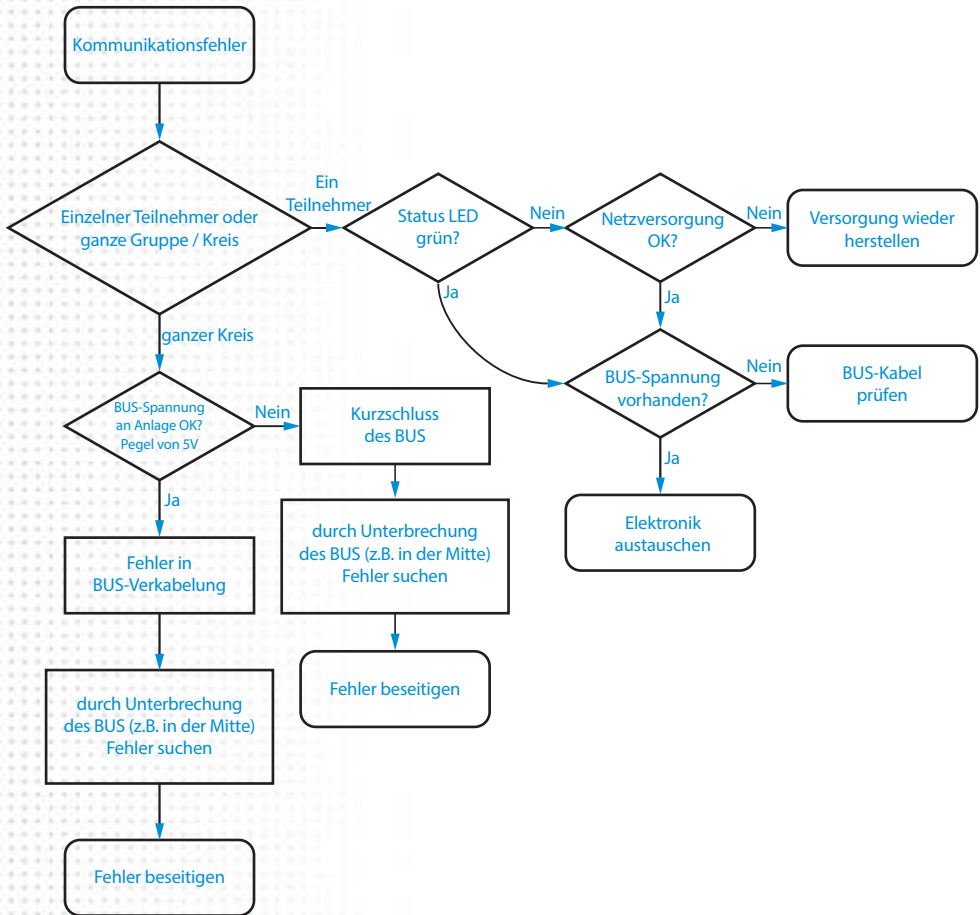 Kommunikationsfehler
Einzelner Teilnehmer oder
ganze Gruppe / Kreis
Ein
Teilnehmer
Status LED
grün?
Nein
Netzversorgung
OK?
Nein
Versorgung wieder
herstellen
Ja
Ja
BUS-Spannung
vorhanden?
Nein
BUS-Kabel
prüfen
Ja
Elektronik
austauschen
ganzer Kreis
BUS-Spannung
an Anlage OK?
Pegel von 5V
Nein
Kurzschluss
des BUS
durch Unterbrechung
des BUS (z.B. in der Mitte)
Fehler suchen
Fehler beseitigen
Ja
Fehler in
BUS-Verkabelung
durch Unterbrechung
des BUS (z.B. in der Mitte)
Fehler suchen
Fehler beseitigen